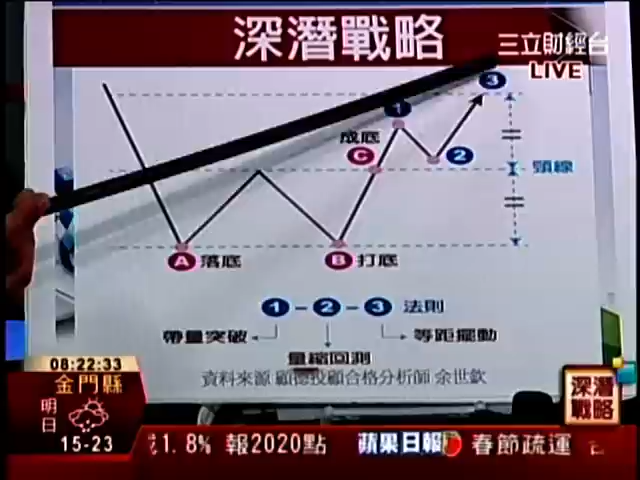 深潛戰略
三立財經台
LIVE
3
1
成底
C
2
頸線
A 落底
B 打底
1-2-3 法則
帶量突破
等距擺動
量縮回測
資料來源 顧德投顧合格分析師 余世欽
08:22:33
金門縣
明日
15-23
深潛戰略
1.8% 報2020點 蘋果日報 春節疏運